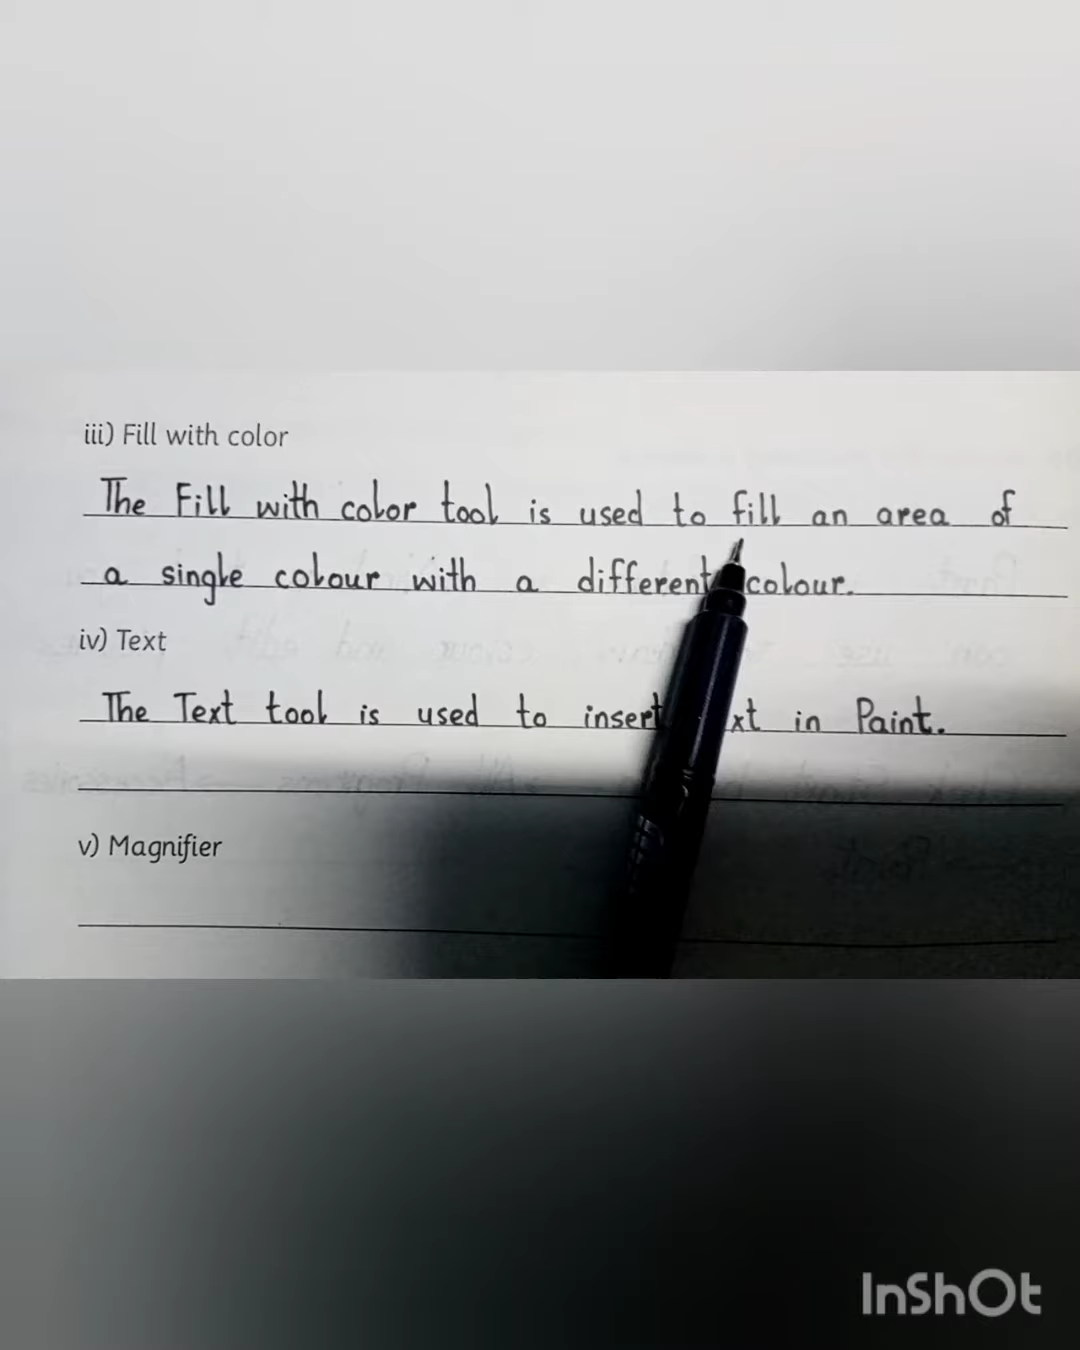 iii) Fill with color
The Fill with color tool is used to fill an area of
a single colour with a different colour.
iv) Text
The Text tool is used to insert xt in Paint.
v) Magnifier
InShOt